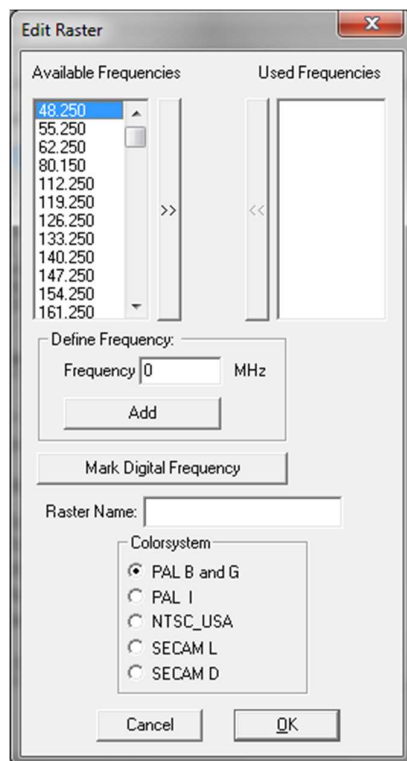 Edit Raster
Available Frequencies Used Frequencies
48.250
55.250
62.250
80.150
112.250
119.250
126.250
133.250
140.250
147.250
154.250
161.250
>>
<<
Define Frequency:
Frequency 0 MHz
Add
Mark Digital Frequency
Raster Name:
Colorsystem
PAL B and G
PAL I
NTSC_USA
SECAM L
SECAM D
Cancel OK